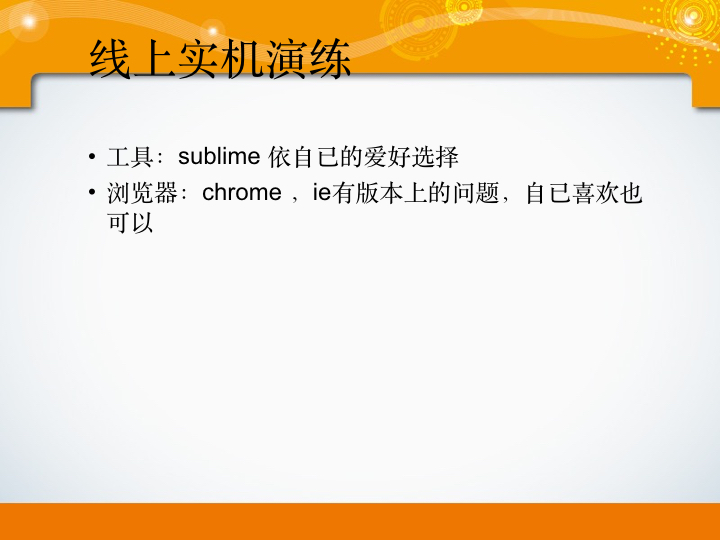 线上实机演练
• 工具：sublime 依自已的爱好选择
• 浏览器：chrome ，ie有版本上的问题，自已喜欢也
可以